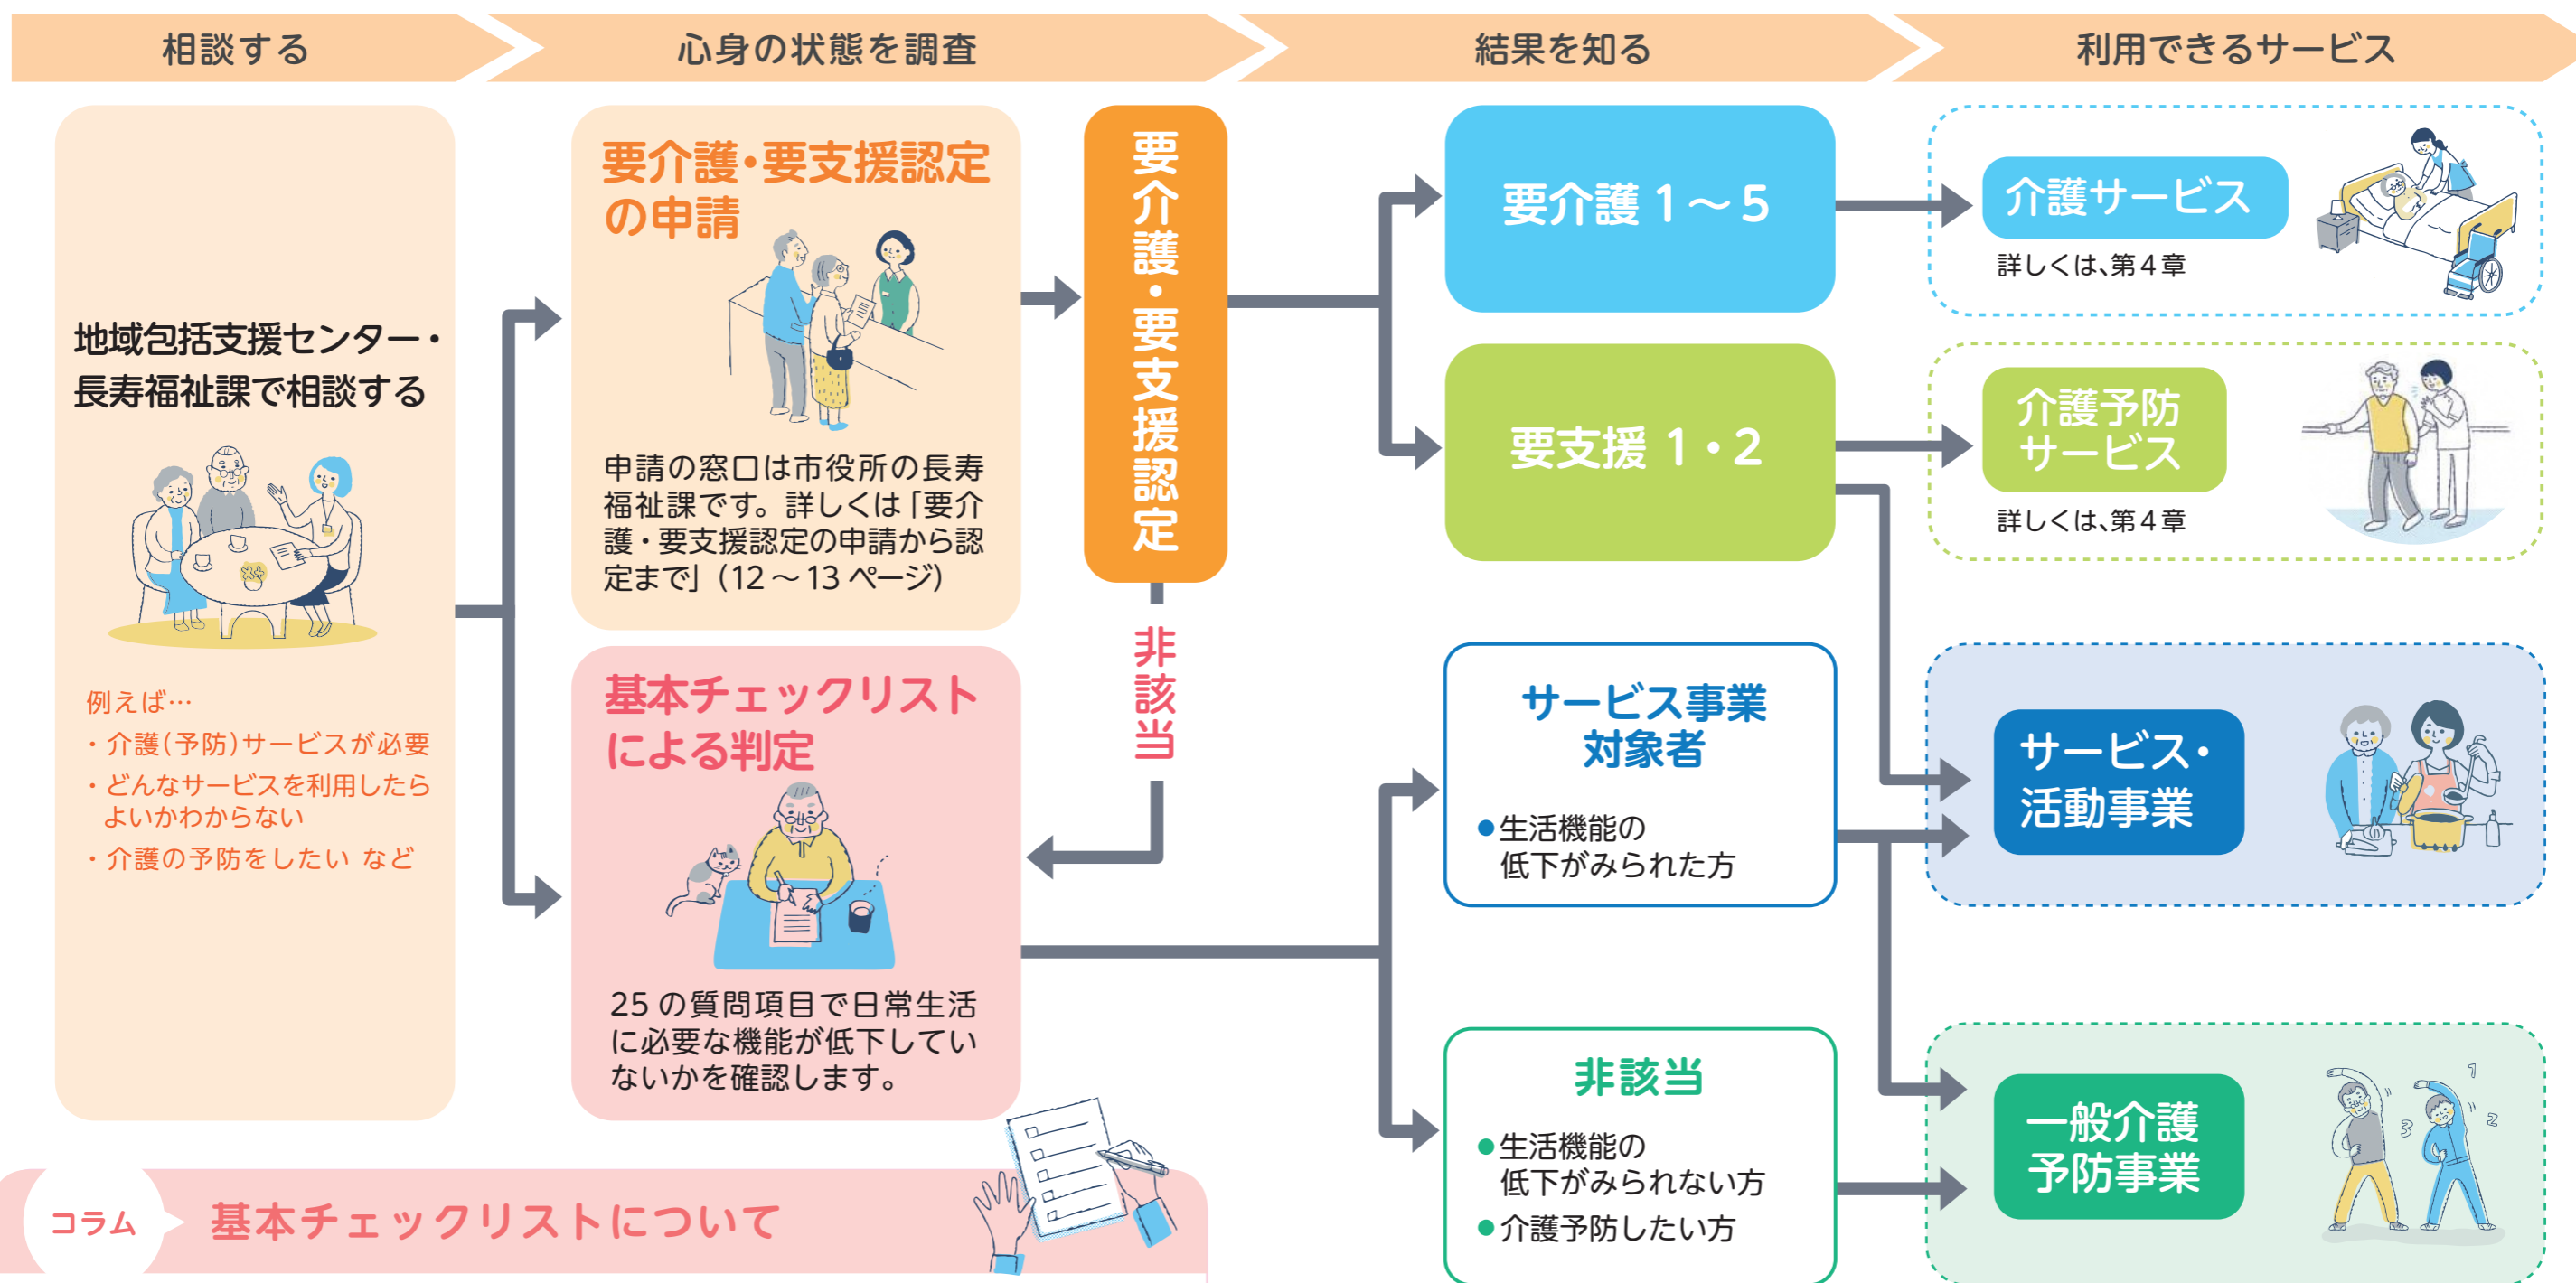 相談する
心身の状態を調査
結果を知る
利用できるサービス
地域包括支援センター・
長寿福祉課で相談する
例えば…
・介護(予防)サービスが必要
・どんなサービスを利用したら
よいかわからない
・介護の予防をしたい など
要介護・要支援認定
の申請
申請の窓口は市役所の長寿
福祉課です。詳しくは「要介
護・要支援認定の申請から認
定まで」(12～13ページ)
基本チェックリスト
による判定
25の質問項目で日常生活
に必要な機能が低下してい
ないかを確認します。
要介護・要支援認定
非該当
要介護 1～5
要支援 1・2
サービス事業
対象者
●生活機能の
低下がみられた方
非該当
●生活機能の
低下がみられない方
●介護予防したい方
介護サービス
詳しくは、第4章
介護予防
サービス
詳しくは、第4章
サービス・
活動事業
一般介護
予防事業
1
2
3
コラム
基本チェックリストについて